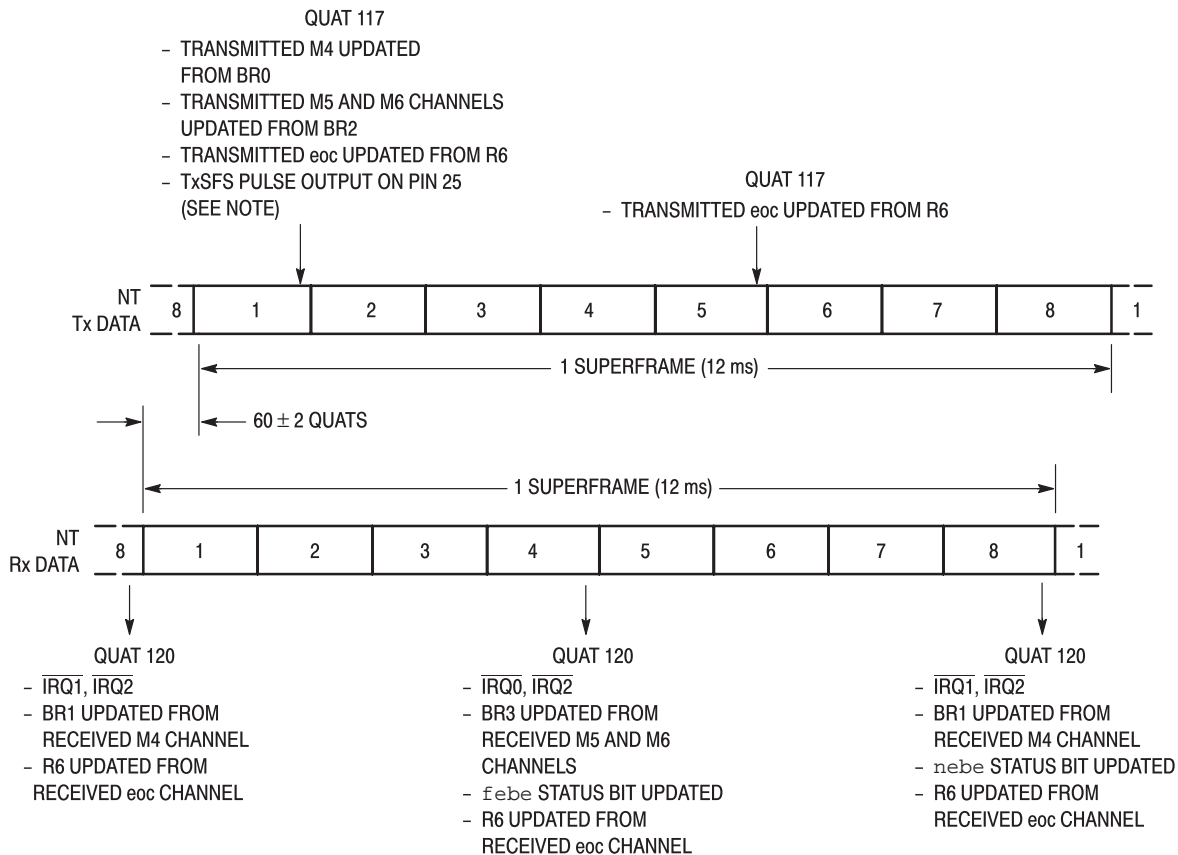 QUAT 117
– TRANSMITTED M4 UPDATED
FROM BR0
– TRANSMITTED M5 AND M6 CHANNELS
UPDATED FROM BR2
– TRANSMITTED eoc UPDATED FROM R6
– TxSFS PULSE OUTPUT ON PIN 25
(SEE NOTE)
QUAT 117
– TRANSMITTED eoc UPDATED FROM R6
NT
Tx DATA
8 1 2 3 4 5 6 7 8 1
1 SUPERFRAME (12 ms)
60 ± 2 QUATS
1 SUPERFRAME (12 ms)
NT
Rx DATA
8 1 2 3 4 5 6 7 8 1
QUAT 120
– IRQ1, IRQ2
– BR1 UPDATED FROM
RECEIVED M4 CHANNEL
– R6 UPDATED FROM
RECEIVED eoc CHANNEL
QUAT 120
– IRQ0, IRQ2
– BR3 UPDATED FROM
RECEIVED M5 AND M6
CHANNELS
– febe STATUS BIT UPDATED
– R6 UPDATED FROM
RECEIVED eoc CHANNEL
QUAT 120
– IRQ1, IRQ2
– BR1 UPDATED FROM
RECEIVED M4 CHANNEL
– nebe STATUS BIT UPDATED
– R6 UPDATED FROM
RECEIVED eoc CHANNEL